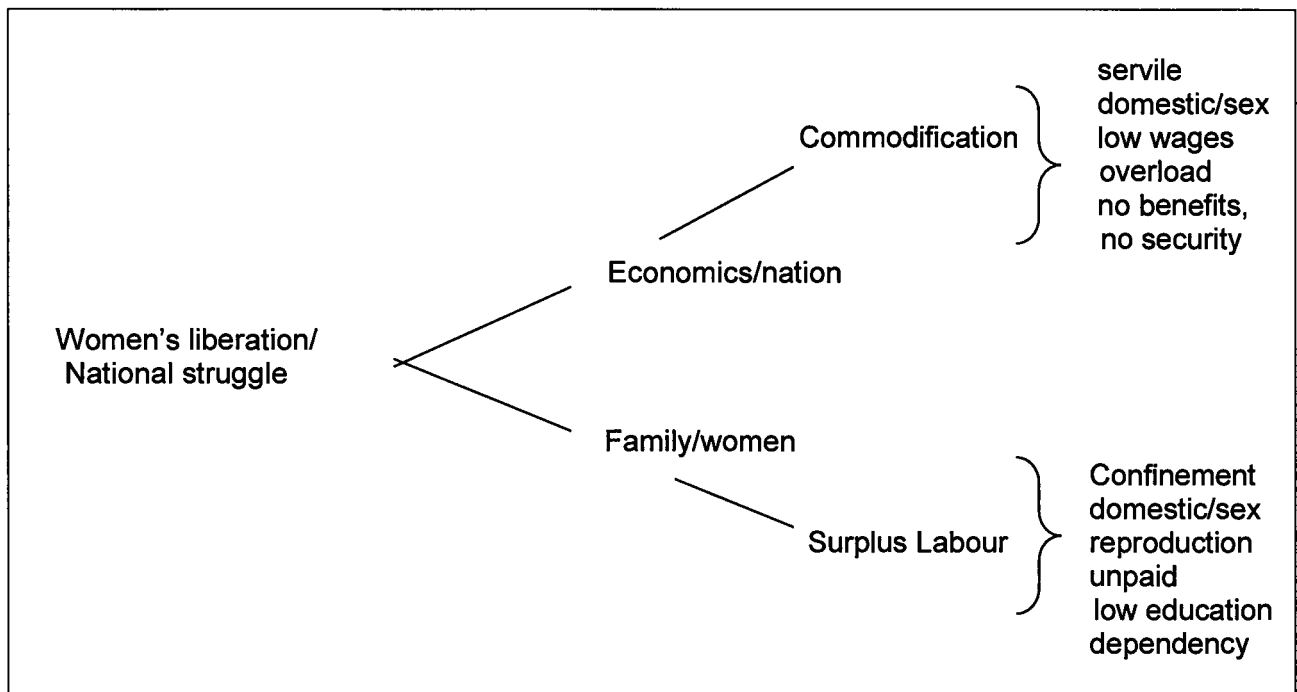 servile
domestic/sex
Commodification
low wages
overload
no benefits,
no security
Economics/nation
Women's liberation/
National struggle
Family/women
Confinement
domestic/sex
reproduction
Surplus Labour
unpaid
low education
dependency